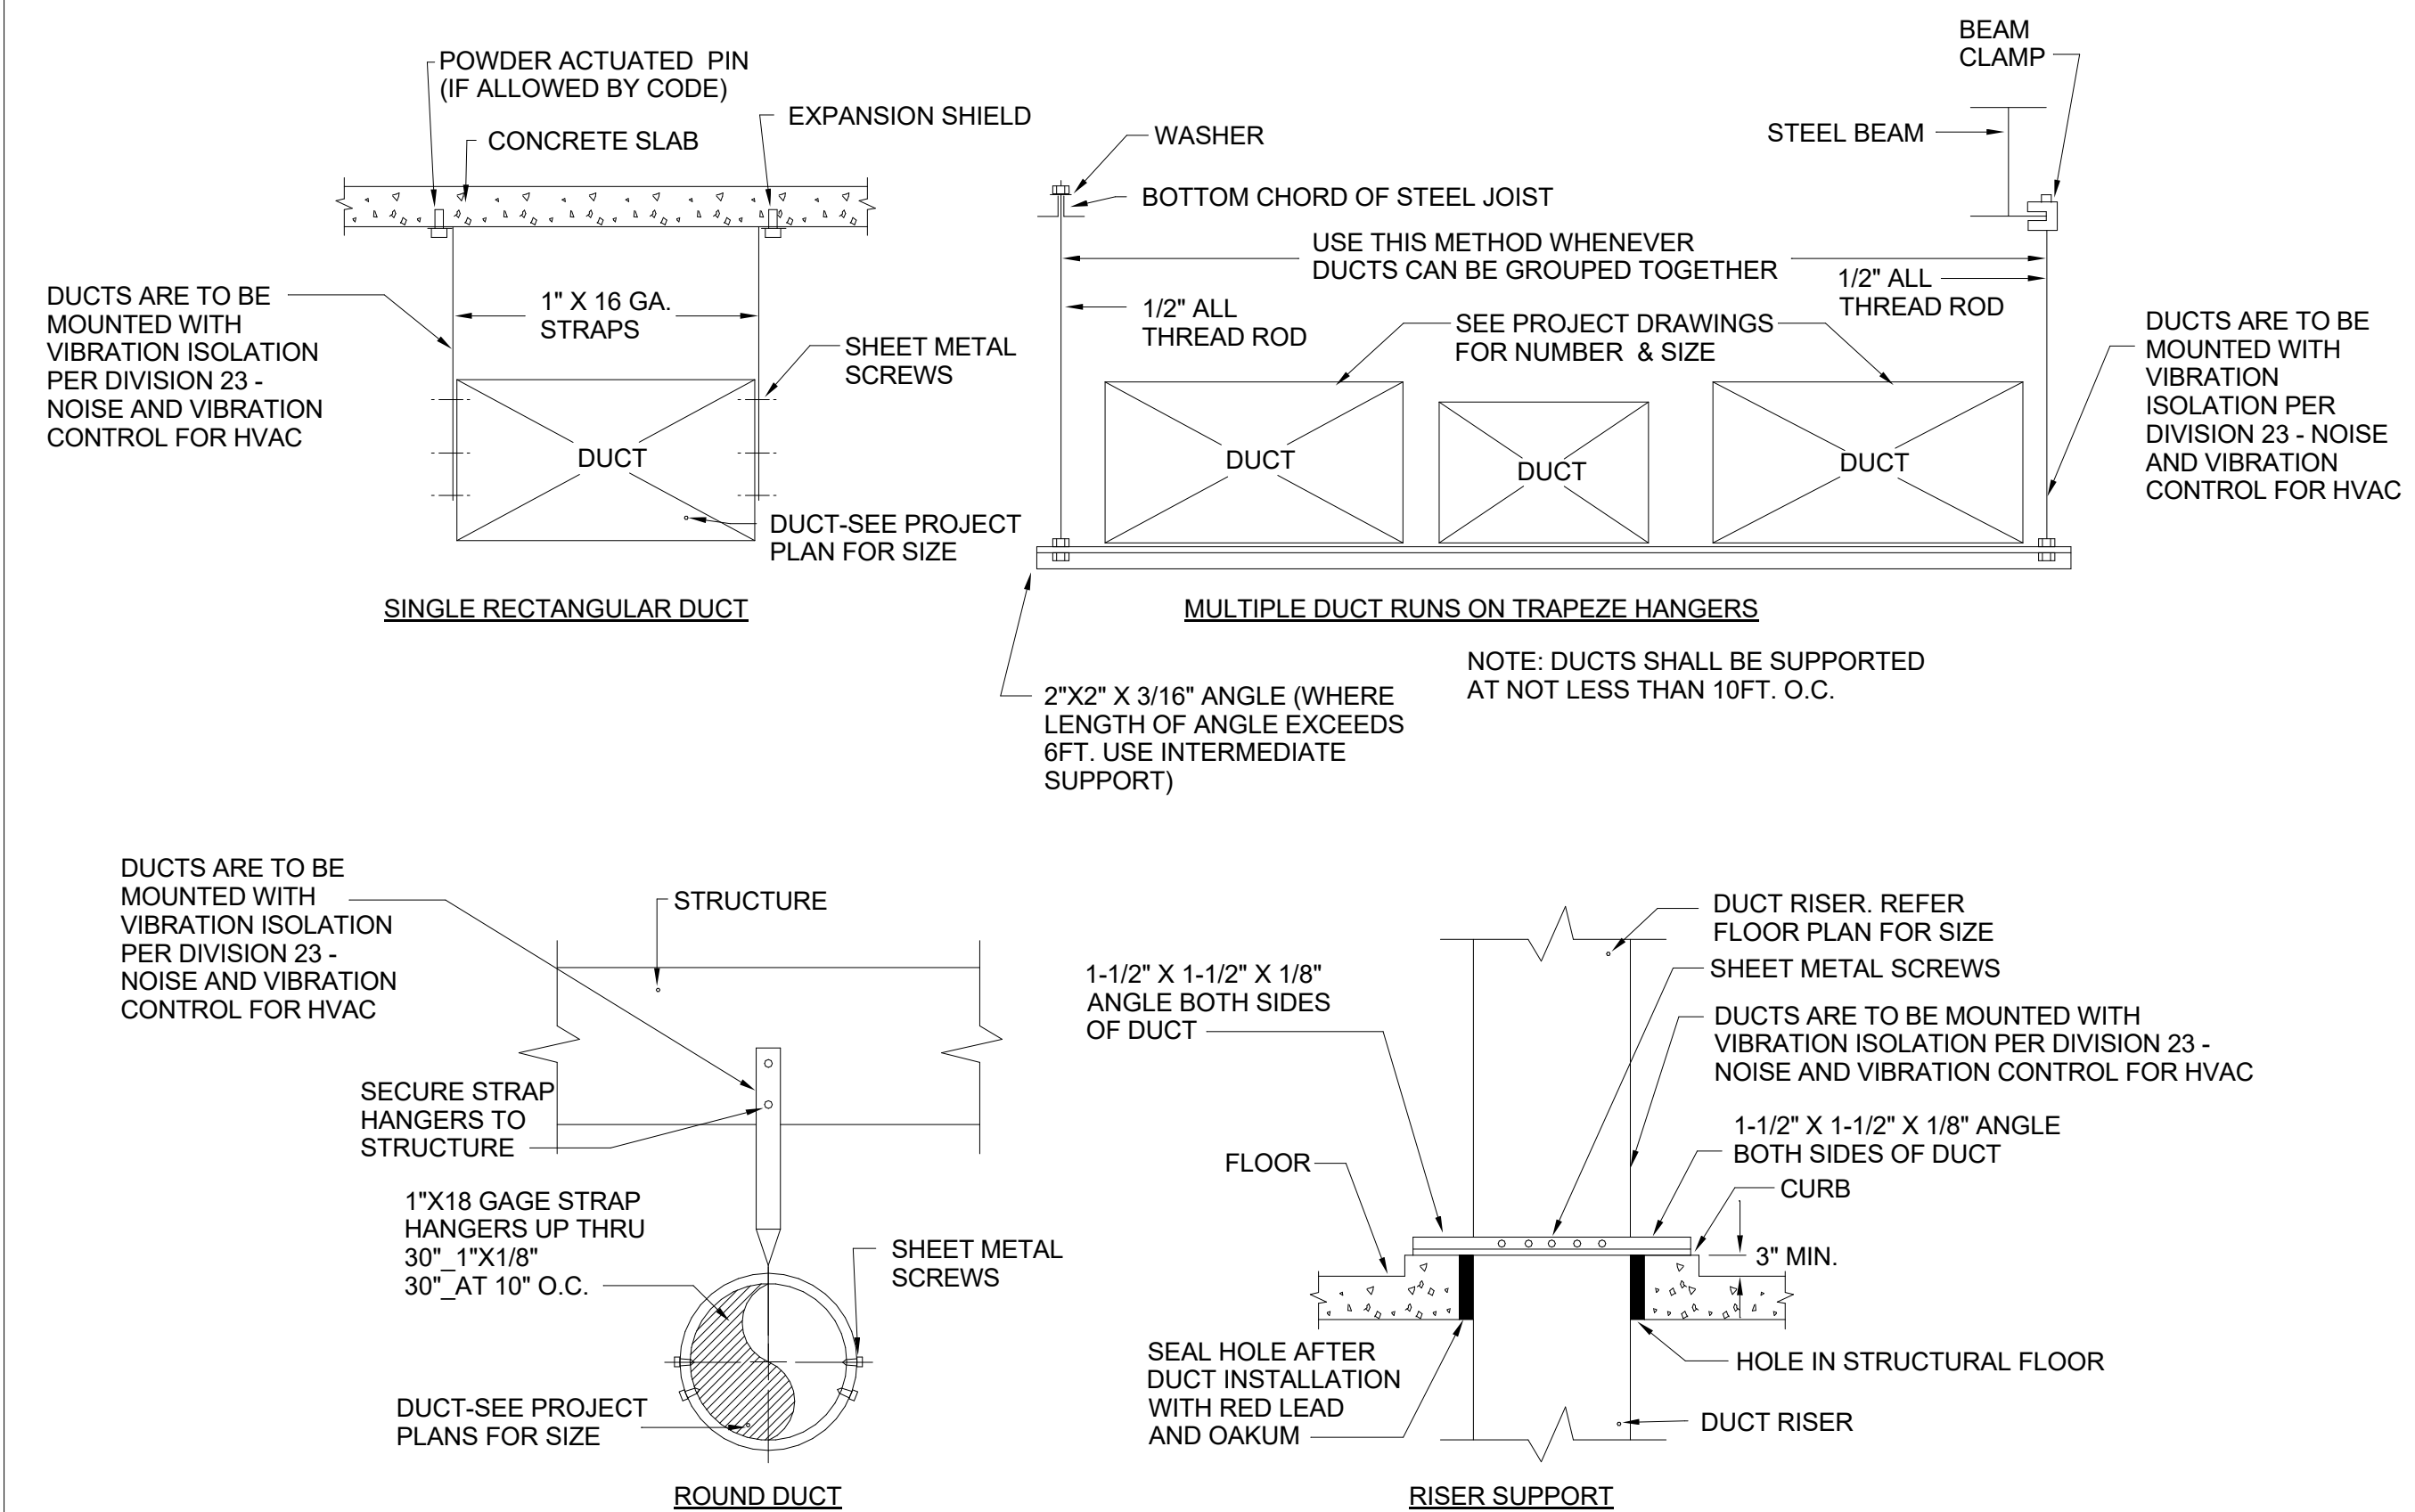 POWDER ACTUATED  PIN
(IF ALLOWED BY CODE)
EXPANSION SHIELD
CONCRETE SLAB
DUCTS ARE TO BE
MOUNTED WITH
VIBRATION ISOLATION
PER DIVISION 23 -
NOISE AND VIBRATION
CONTROL FOR HVAC
1" X 16 GA.
STRAPS
SHEET METAL
SCREWS
DUCT
DUCT-SEE PROJECT
PLAN FOR SIZE
SINGLE RECTANGULAR DUCT
BEAM
CLAMP
WASHER
STEEL BEAM
BOTTOM CHORD OF STEEL JOIST
USE THIS METHOD WHENEVER
DUCTS CAN BE GROUPED TOGETHER
1/2" ALL
THREAD ROD
1/2" ALL
THREAD ROD
SEE PROJECT DRAWINGS
FOR NUMBER  & SIZE
DUCTS ARE TO BE
MOUNTED WITH
VIBRATION
ISOLATION PER
DIVISION 23 - NOISE
AND VIBRATION
CONTROL FOR HVAC
DUCT
DUCT
DUCT
MULTIPLE DUCT RUNS ON TRAPEZE HANGERS
NOTE: DUCTS SHALL BE SUPPORTED
AT NOT LESS THAN 10FT. O.C.
2"X2" X 3/16" ANGLE (WHERE
LENGTH OF ANGLE EXCEEDS
6FT. USE INTERMEDIATE
SUPPORT)
DUCTS ARE TO BE
MOUNTED WITH
VIBRATION ISOLATION
PER DIVISION 23 -
NOISE AND VIBRATION
CONTROL FOR HVAC
STRUCTURE
SECURE STRAP
HANGERS TO
STRUCTURE
1"X18 GAGE STRAP
HANGERS UP THRU
30"_1"X1/8"
30"_AT 10" O.C.
SHEET METAL
SCREWS
DUCT-SEE PROJECT
PLANS FOR SIZE
ROUND DUCT
DUCT RISER. REFER
FLOOR PLAN FOR SIZE
1-1/2" X 1-1/2" X 1/8"
ANGLE BOTH SIDES
OF DUCT
SHEET METAL SCREWS
DUCTS ARE TO BE MOUNTED WITH
VIBRATION ISOLATION PER DIVISION 23 -
NOISE AND VIBRATION CONTROL FOR HVAC
1-1/2" X 1-1/2" X 1/8" ANGLE
BOTH SIDES OF DUCT
FLOOR
CURB
3" MIN.
SEAL HOLE AFTER
DUCT INSTALLATION
WITH RED LEAD
AND OAKUM
HOLE IN STRUCTURAL FLOOR
DUCT RISER
RISER SUPPORT